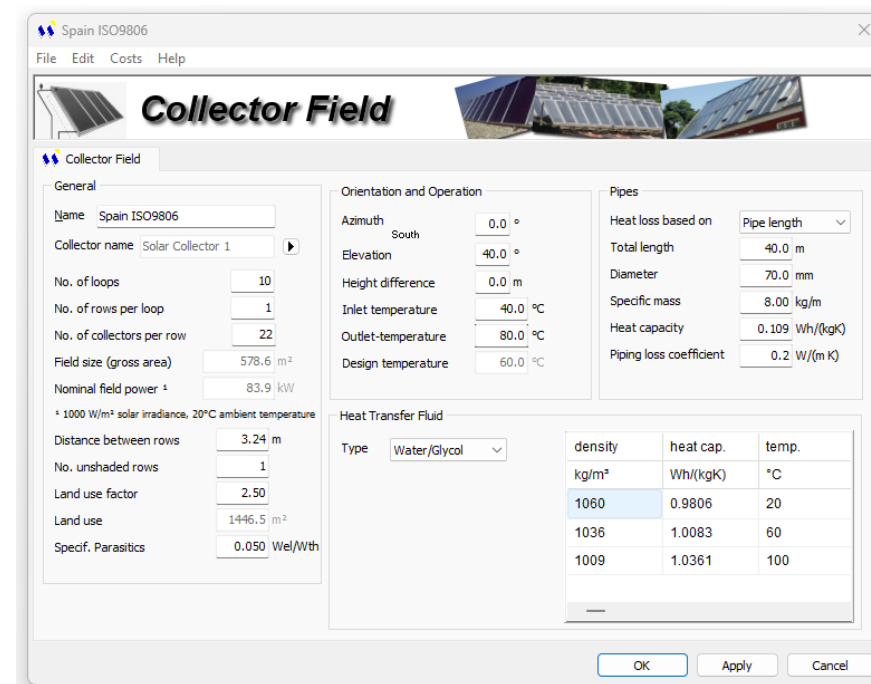 Spain ISO9806
File Edit Costs Help
Collector Field
Collector Field
General
Name Spain ISO9806
Collector name Solar Collector 1
No. of loops 10
No. of rows per loop 1
No. of collectors per row 22
Field size (gross area) 578.6 m²
Nominal field power ¹ 83.9 kW
¹ 1000 W/m² solar irradiance, 20°C ambient temperature
Distance between rows 3.24 m
No. unshaded rows 1
Land use factor 2.50
Land use 1446.5 m²
Specif. Parasitics 0.050 Wel/Wth
Orientation and Operation
Azimuth 0.0 °
South
Elevation 40.0 °
Height difference 0.0 m
Inlet temperature 40.0 ºC
Outlet-temperature 80.0 ºC
Design temperature 60.0 ºC
Pipes
Heat loss based on Pipe length
Total length 40.0 m
Diameter 70.0 mm
Specific mass 8.00 kg/m
Heat capacity 0.109 Wh/(kgK)
Piping loss coefficient 0.2 W/(m K)
Heat Transfer Fluid
Type Water/Glycol
density heat cap. temp.
kg/m³ Wh/(kgK) °C
1060 0.9806 20
1036 1.0083 60
1009 1.0361 100
OK Apply Cancel